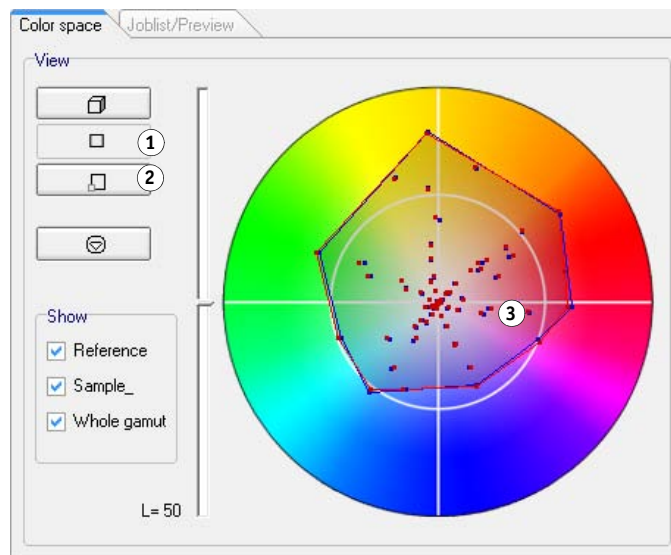 Color space
Joblist/Preview
View
1
2
3
Show
Reference
Sample_
Whole gamut
L= 50